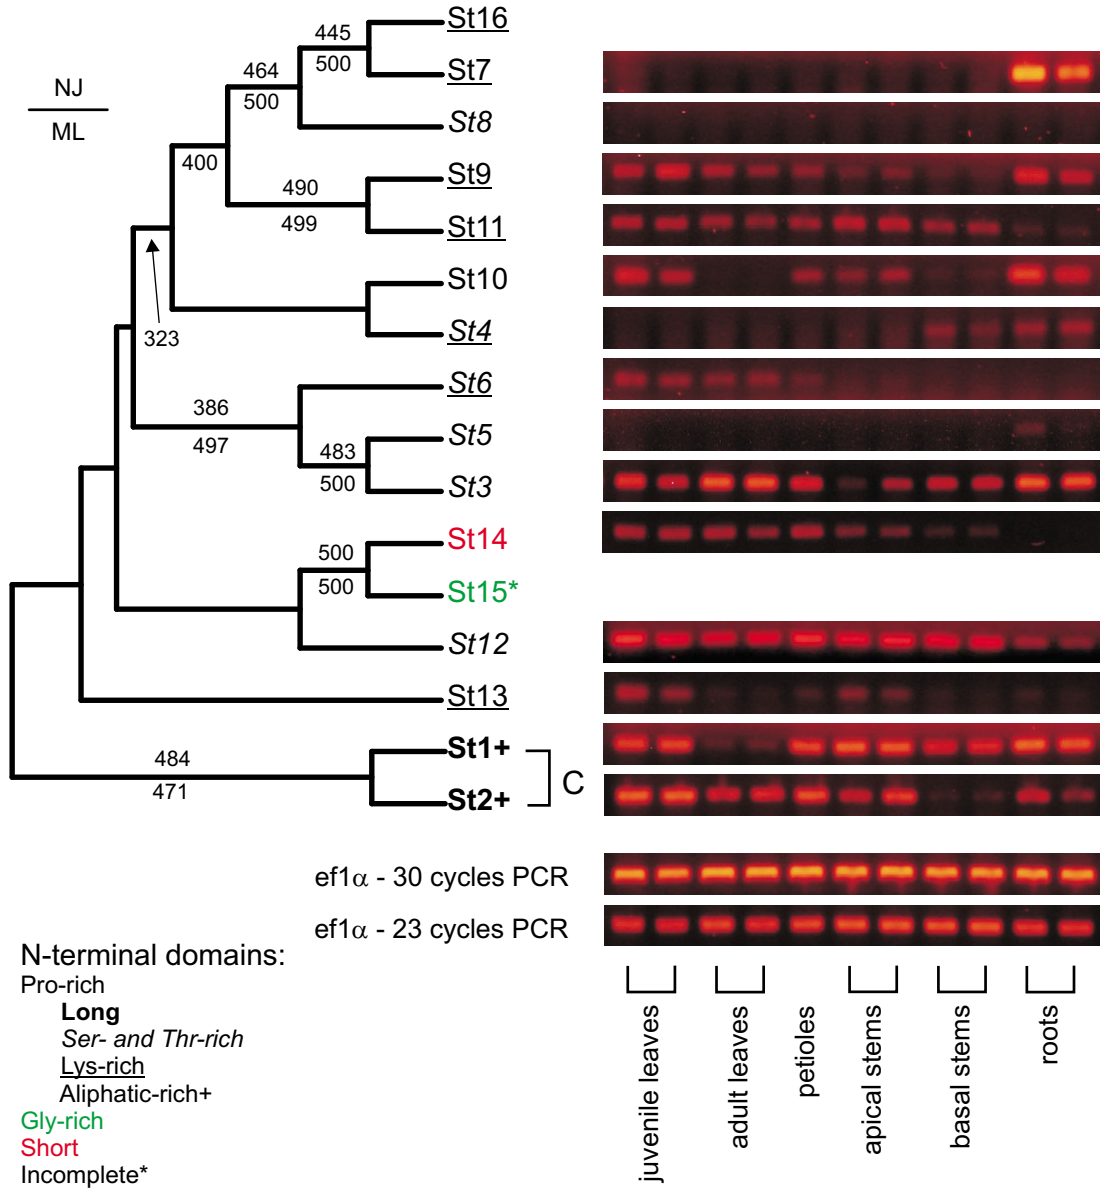 NJ
ML
445
500
464
500
400
490
499
323
386
497
483
500
500
500
484
471
St16
St7
St8
St9
St11
St10
St4
St6
St5
St3
St14
St15*
St12
St13
St1+
St2+
C
ef1α - 30 cycles PCR
ef1α - 23 cycles PCR
juvenile leaves
adult leaves
petioles
apical stems
basal stems
roots
N-terminal domains:
Pro-rich
Long
Ser- and Thr-rich
Lys-rich
Aliphatic-rich+
Gly-rich
Short
Incomplete*